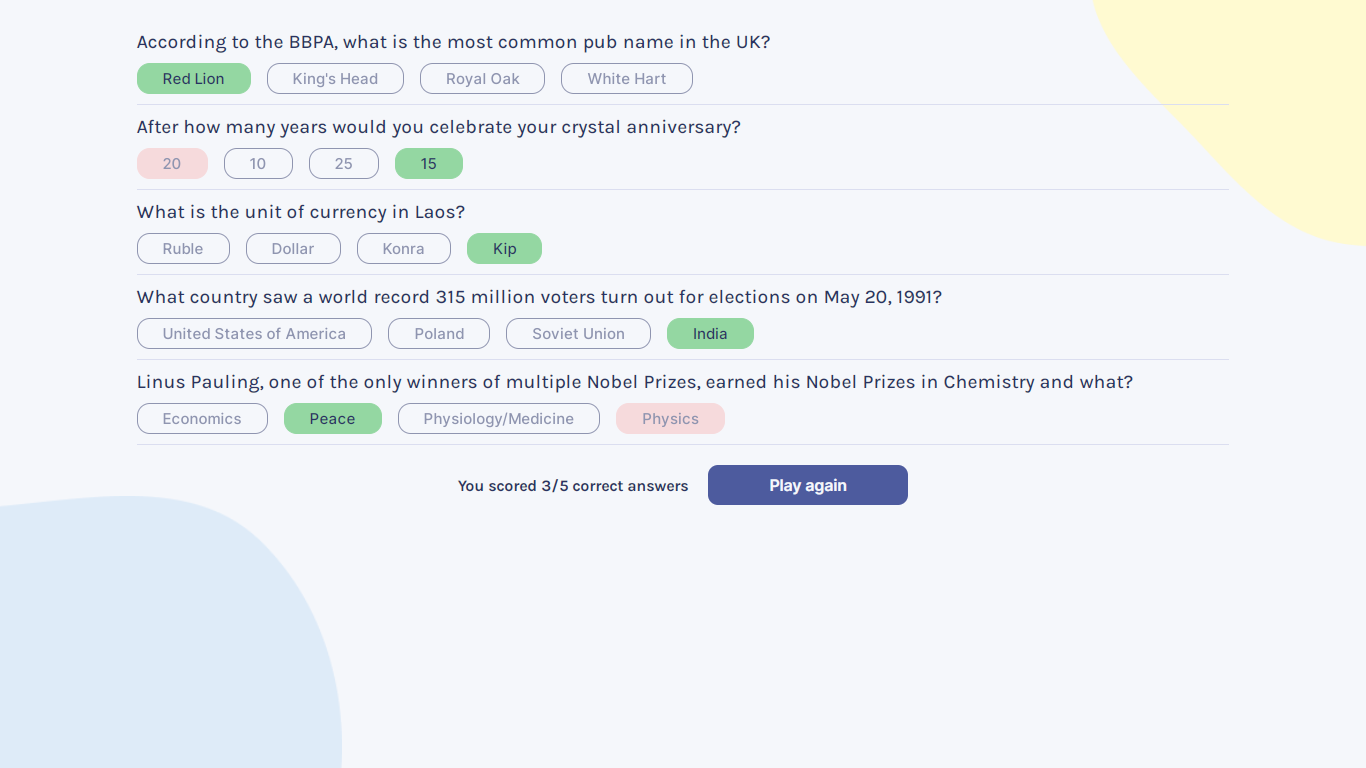 According to the BBPA, what is the most common pub name in the UK?
Red Lion King's Head Royal Oak White Hart
After how many years would you celebrate your crystal anniversary?
20 10 25 15
What is the unit of currency in Laos?
Ruble Dollar Konra Kip
What country saw a world record 315 million voters turn out for elections on May 20, 1991?
United States of America Poland Soviet Union India
Linus Pauling, one of the only winners of multiple Nobel Prizes, earned his Nobel Prizes in Chemistry and what?
Economics Peace Physiology/Medicine Physics
You scored 3/5 correct answers Play again